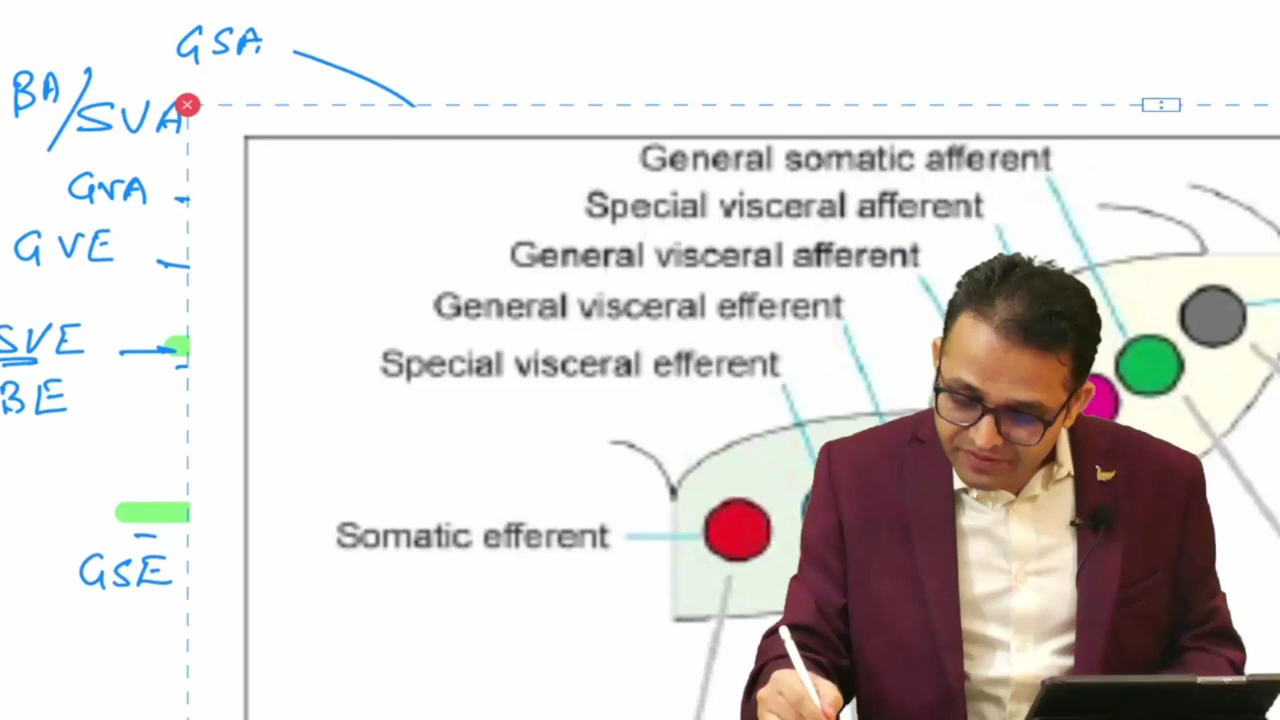 GSA
BA/SVA
GVA
GVE
SVE
BE
GSE
General somatic afferent
Special visceral afferent
General visceral afferent
General visceral efferent
Special visceral efferent
Somatic efferent